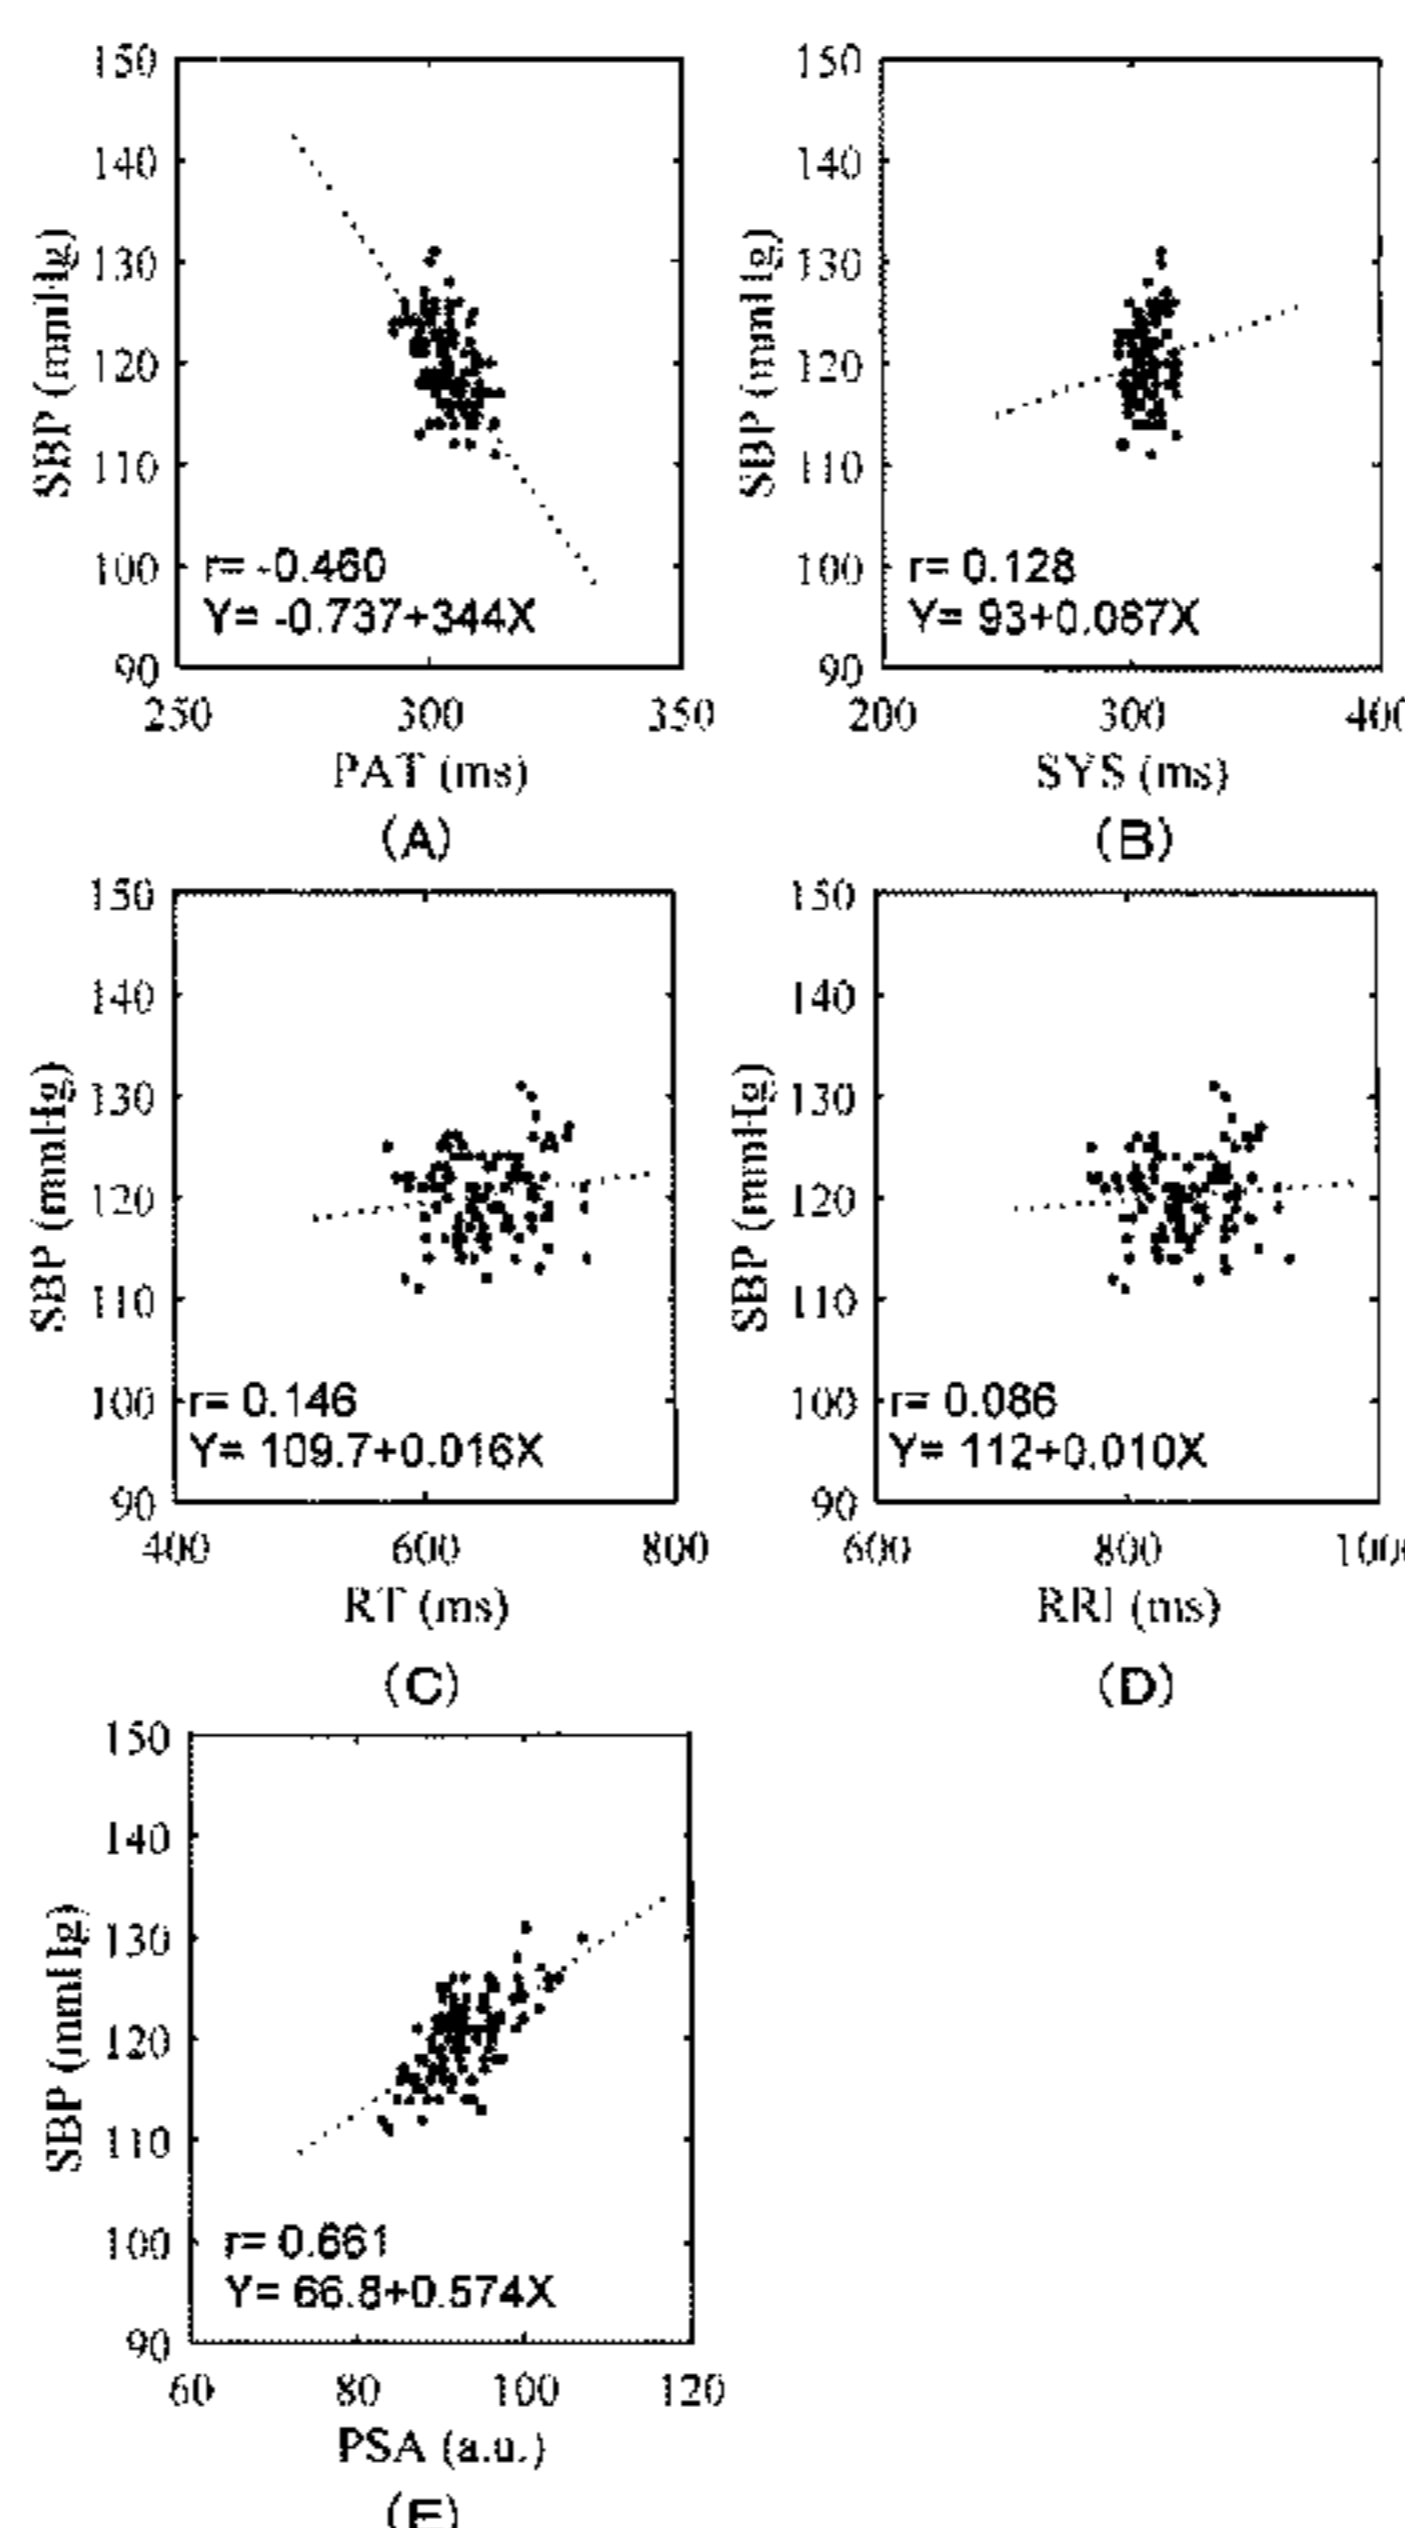 150
140
130
120
110
100
90
SBP (mmHg)
r= -0.460
Y= -0.737+344X
250 300 350
PAT (ms)
(A)
150
140
130
120
110
100
90
SBP (mmHg)
r= 0.128
Y= 93+0.087X
200 300 400
SYS (ms)
(B)
150
140
130
120
110
100
90
SBP (mmHg)
r= 0.146
Y= 109.7+0.016X
400 600 800
RT (ms)
(C)
150
140
130
120
110
100
90
SBP (mmHg)
r= 0.086
Y= 112+0.010X
600 800 1000
RRI (ms)
(D)
150
140
130
120
110
100
90
SBP (mmHg)
r= 0.661
Y= 66.8+0.574X
60 80 100 120
PSA (a.u.)
(E)